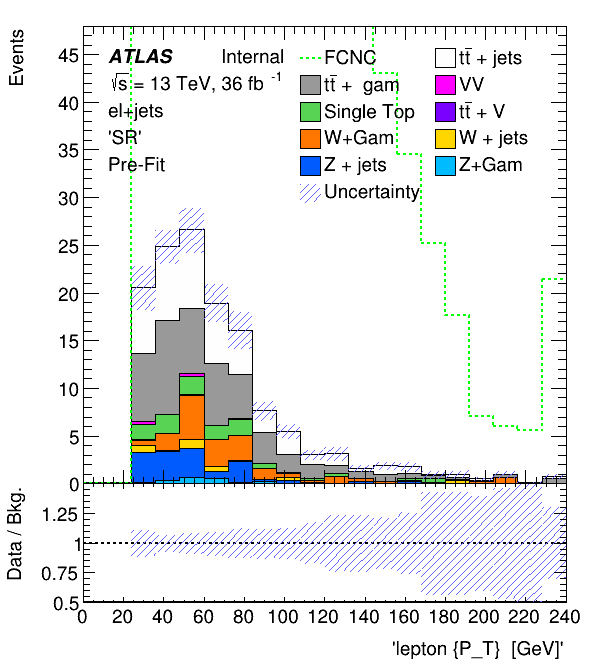 Events
45
40
35
30
25
20
15
10
5
0
ATLAS Internal
√s = 13 TeV, 36 fb -1
el+jets
'SR'
Pre-Fit
FCNC
tt̄ + gam
Single Top
W+Gam
Z + jets
Uncertainty
tt̄ + jets
VV
tt̄ + V
W + jets
Z+Gam
Data / Bkg.
1.25
1
0.75
0.5
0 20 40 60 80 100 120 140 160 180 200 220 240
'lepton {P_T} [GeV]'